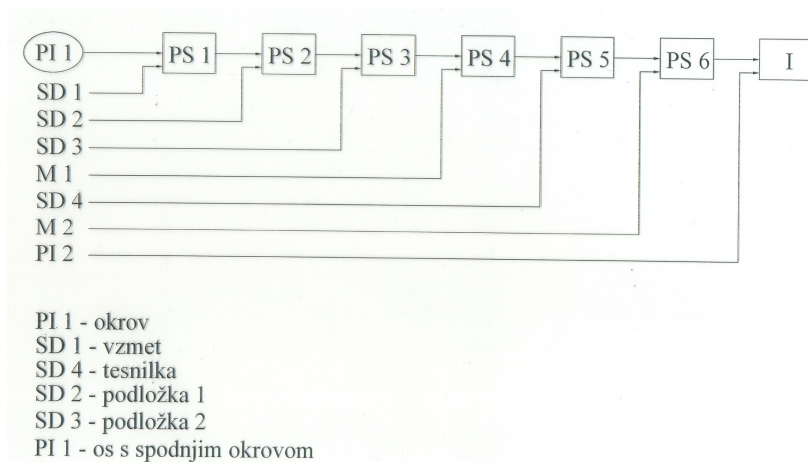 PI 1 PS 1 PS 2 PS 3 PS 4 PS 5 PS 6 I
SD 1
SD 2
SD 3
M 1
SD 4
M 2
PI 2
PI 1 - okrov
SD 1 - vzmet
SD 4 - tesnilka
SD 2 - podložka 1
SD 3 - podložka 2
PI 1 - os s spodnjim okrovom